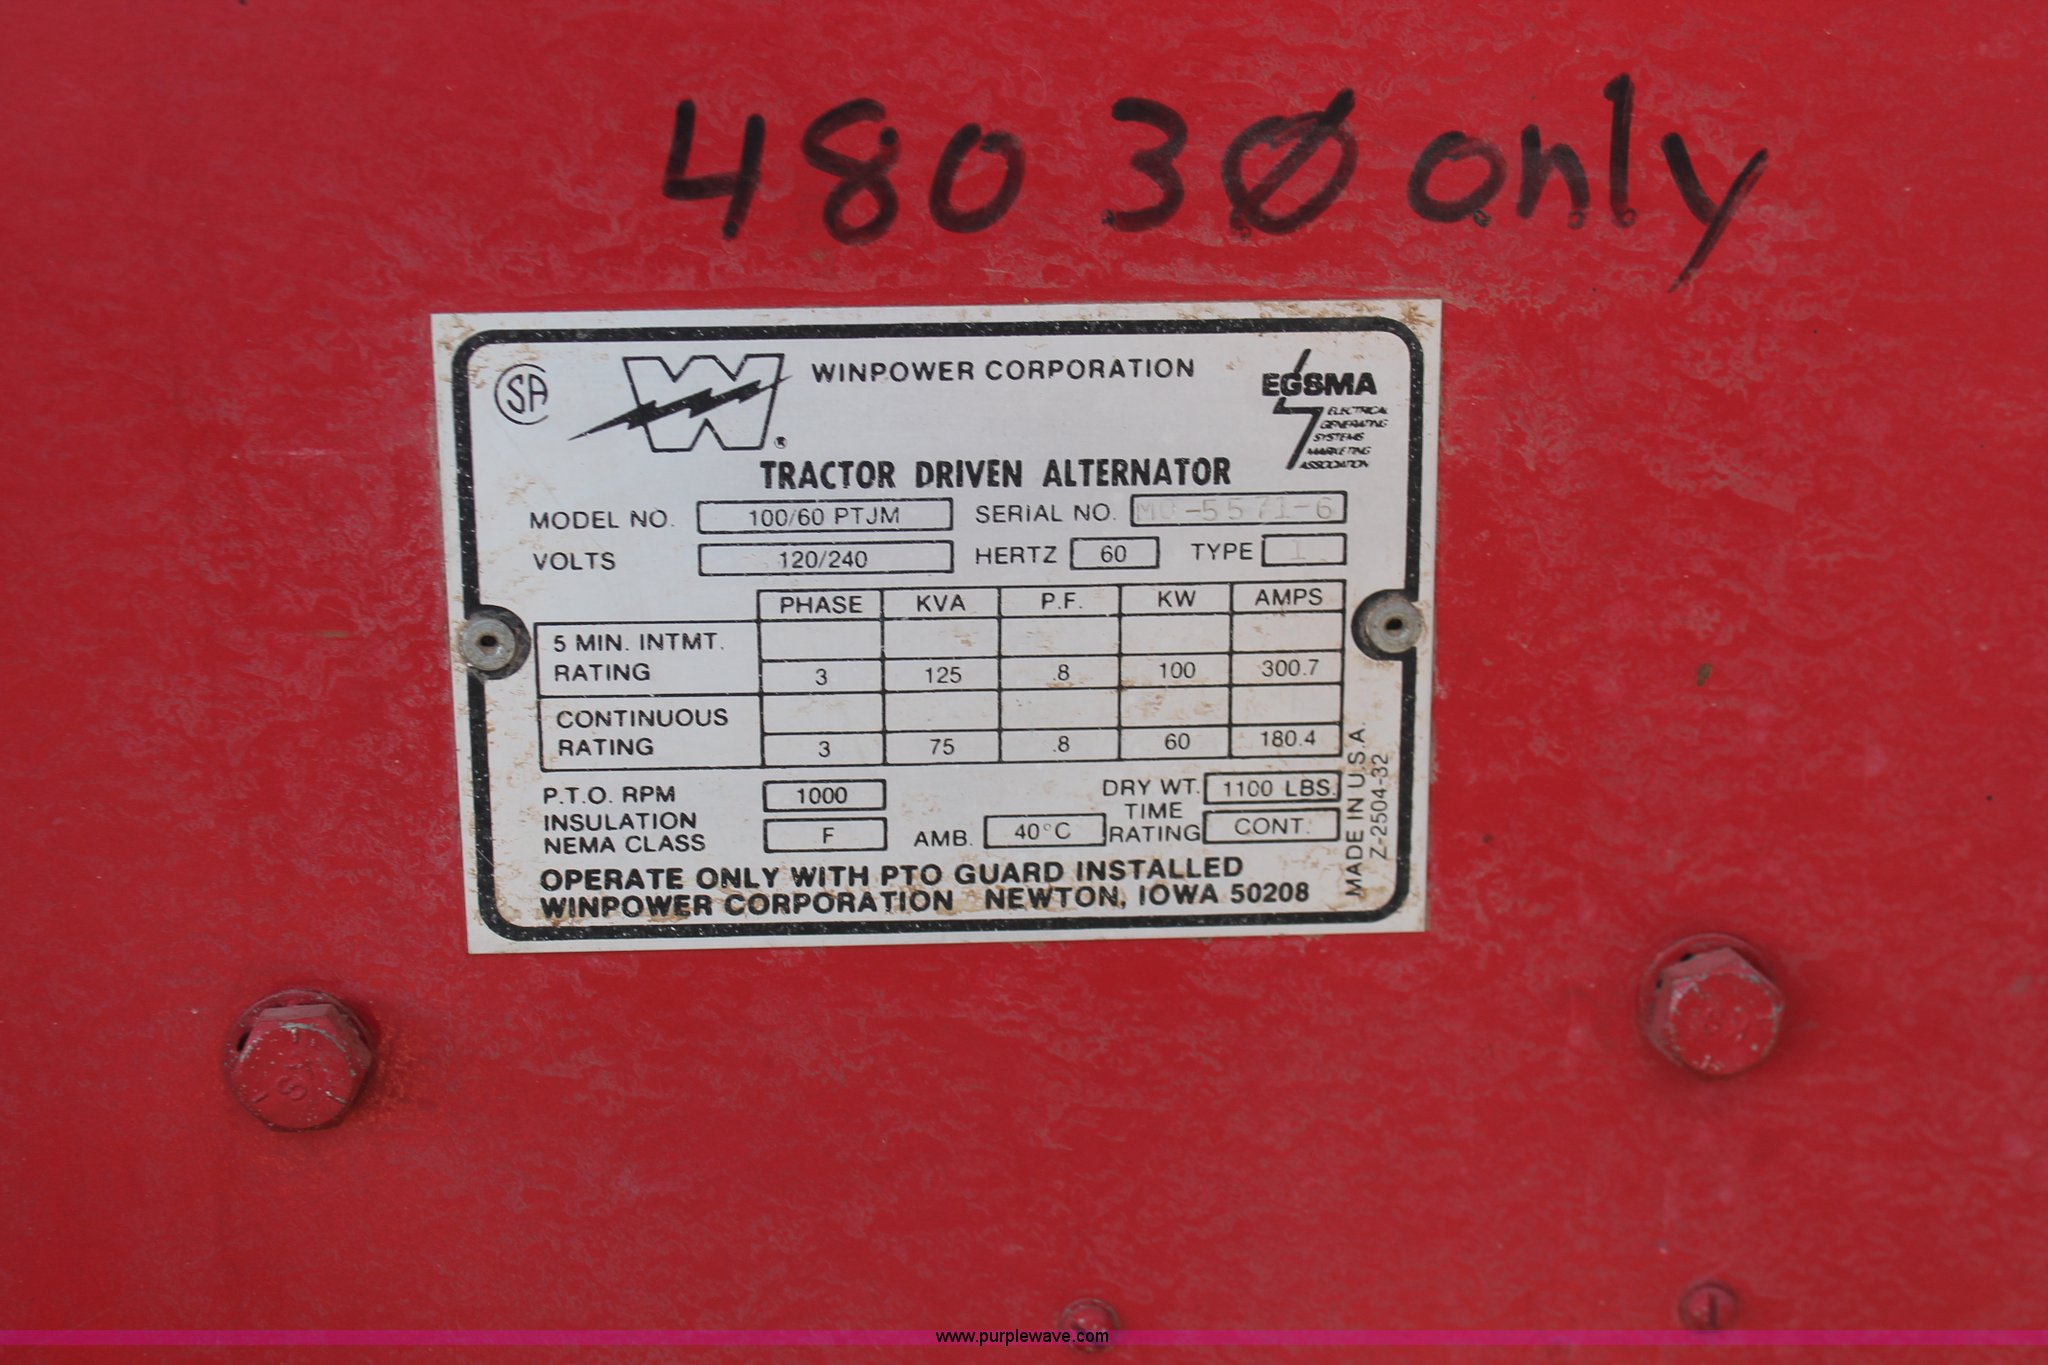 480 3Ø only
SA
W
WINPOWER CORPORATION
EGSMA
ELECTRICAL
GENERATING
SYSTEMS
MARKETING
ASSOCIATION
TRACTOR DRIVEN ALTERNATOR
MODEL NO. 100/60 PTJM SERIAL NO. -5571-6
VOLTS 120/240 HERTZ 60 TYPE 1
PHASE KVA P.F. KW AMPS
5 MIN. INTMT.
RATING 3 125 .8 100 300.7
CONTINUOUS
RATING 3 75 .8 60 180.4
P.T.O. RPM 1000 DRY WT. 1100 LBS.
INSULATION
NEMA CLASS F AMB. 40°C TIME
RATING CONT.
OPERATE ONLY WITH PTO GUARD INSTALLED
WINPOWER CORPORATION NEWTON, IOWA 50208
MADE IN U.S.A.
Z-2504-32
www.purplewave.com